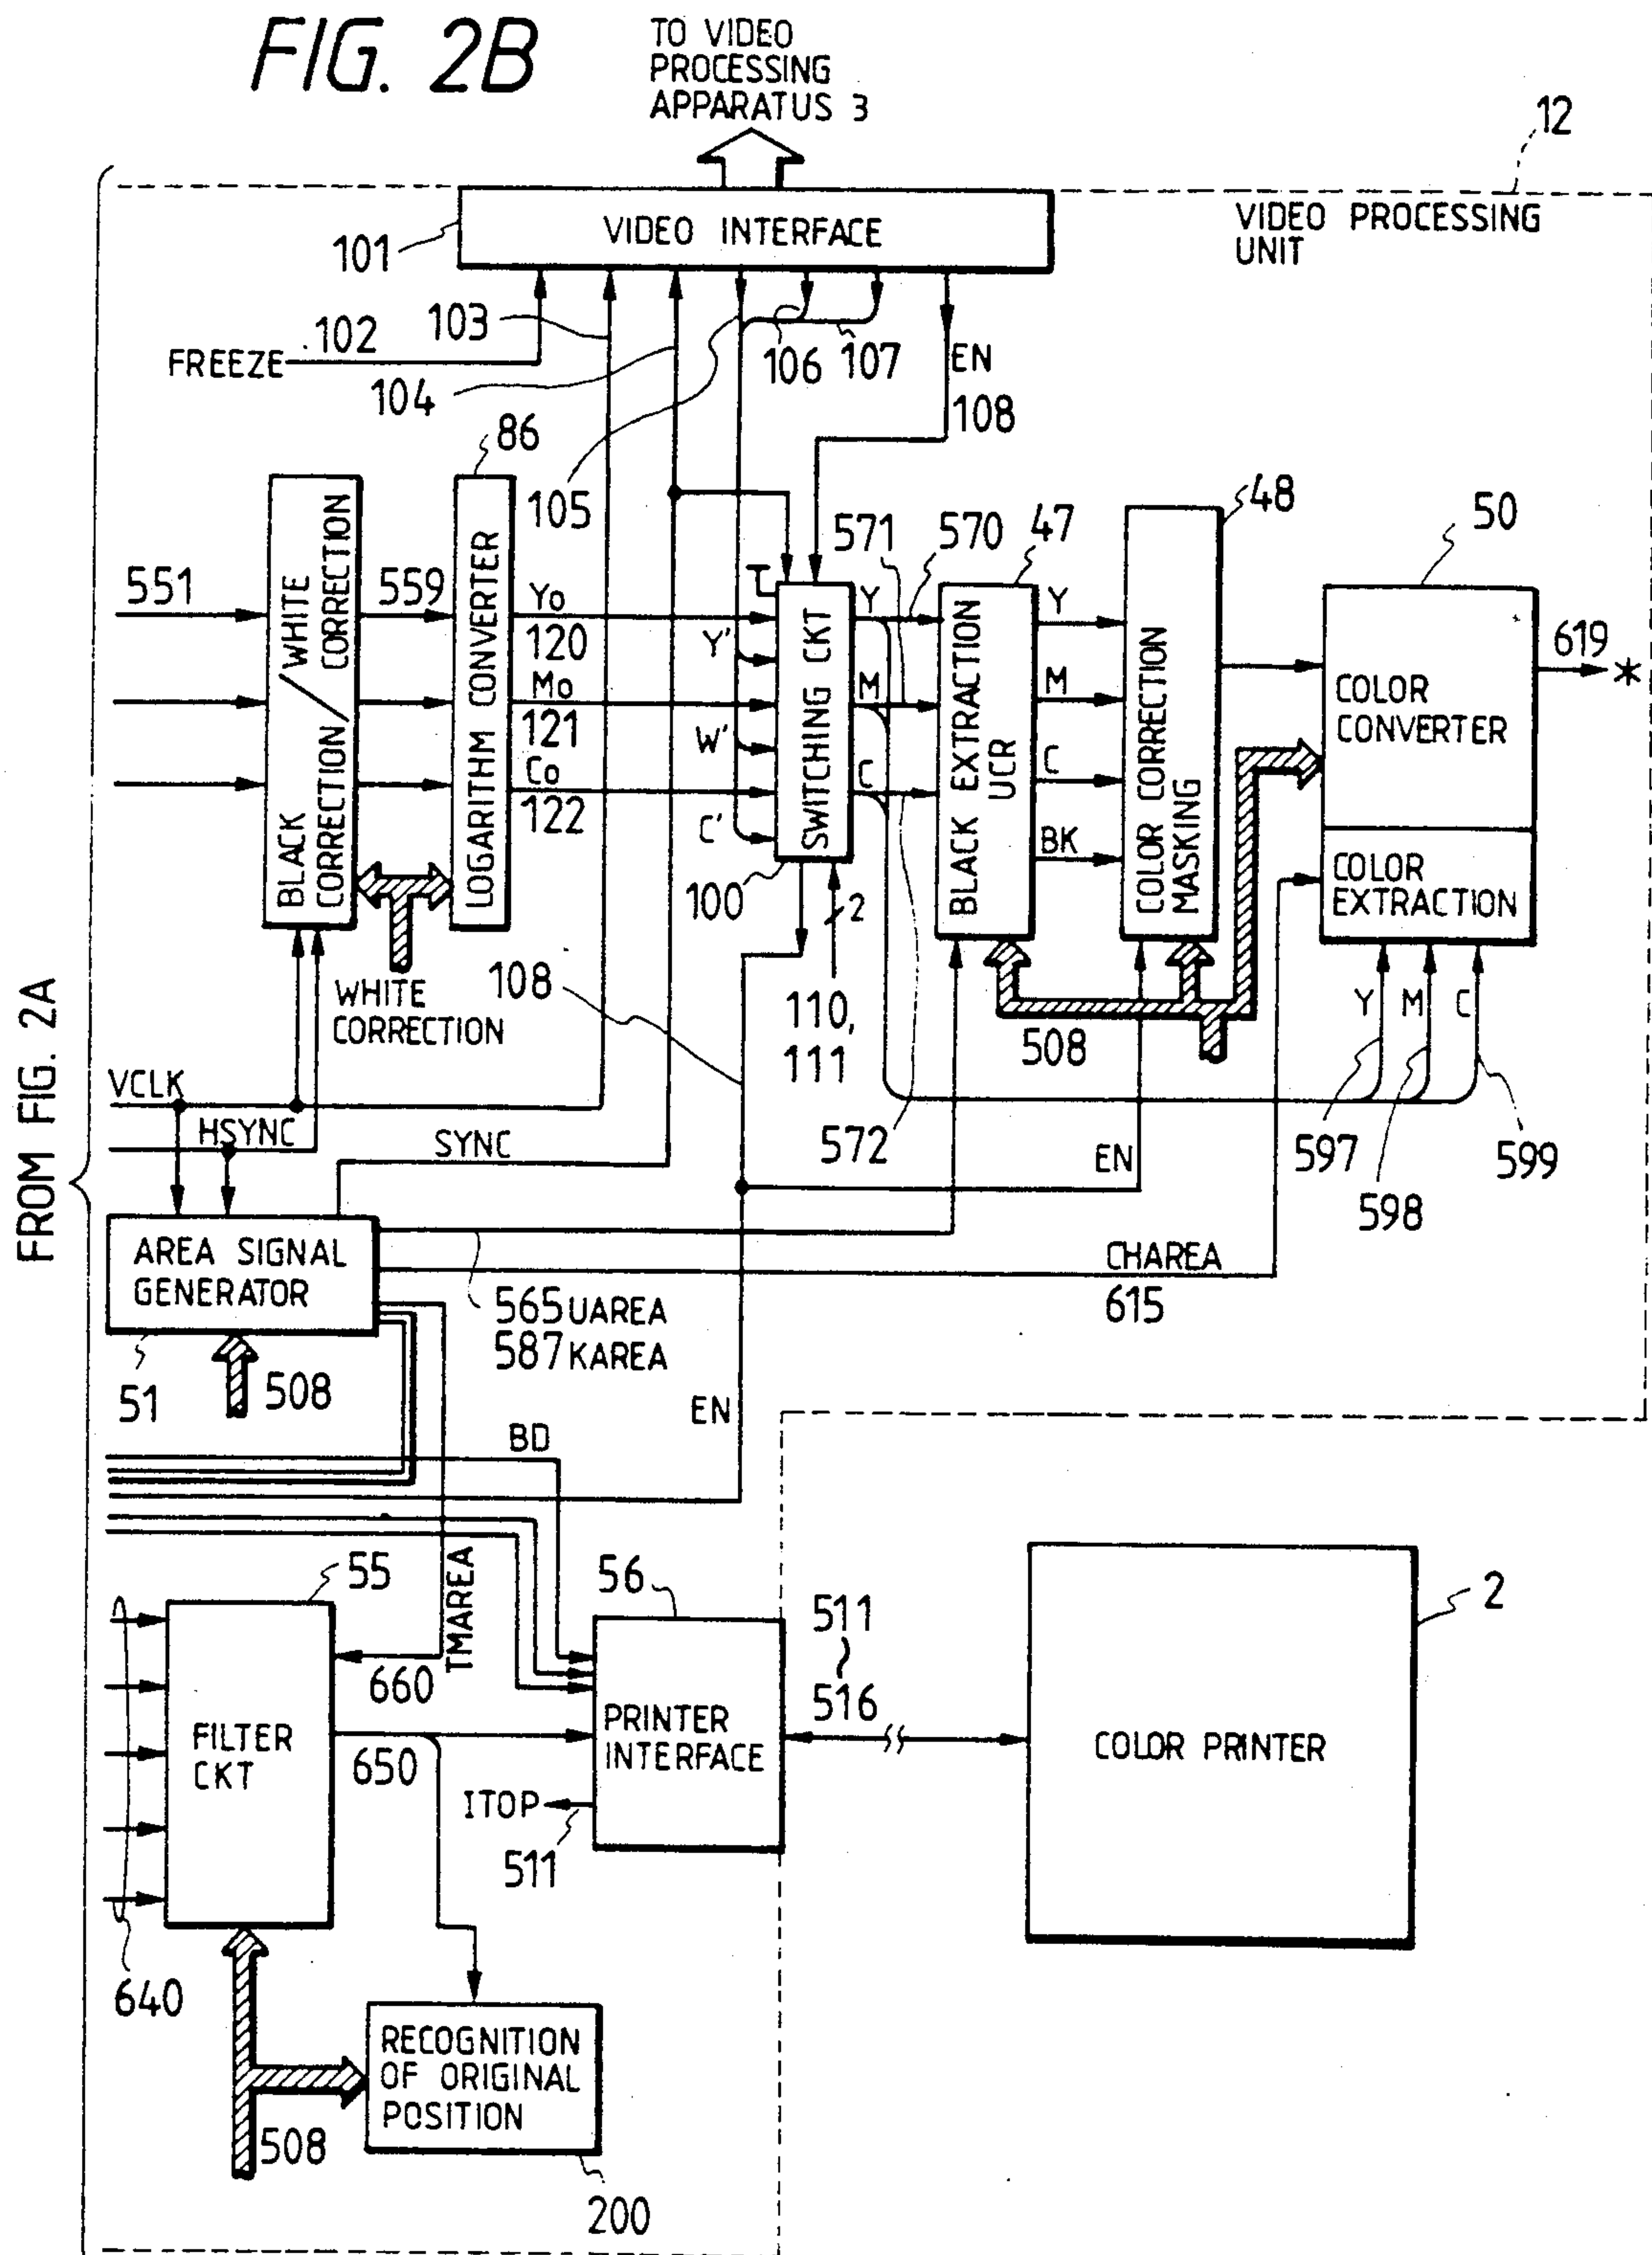 FIG. 2B
TO VIDEO
PROCESSING
APPARATUS 3
12
VIDEO INTERFACE
101
VIDEO PROCESSING
UNIT
FREEZE
102
103
104
105
106
107
EN
108
86
551
BLACK / WHITE
CORRECTION / CORRECTION
559
LOGARITHM CONVERTER
Yo
120
Mo
121
Co
122
Y'
W'
C'
SWITCHING CKT
100
2
110,
111
Y
M
C
571
570
47
BLACK EXTRACTION
UCR
Y
M
C
BK
48
COLOR CORRECTION
MASKING
50
COLOR
CONVERTER
619
*
COLOR
EXTRACTION
WHITE
CORRECTION
108
508
572
Y
M
C
597
598
599
FROM FIG. 2A
VCLK
HSYNC
SYNC
EN
AREA SIGNAL
GENERATOR
51
508
565 UAREA
587 KAREA
CHAREA
615
EN
BD
TMAREA
55
660
FILTER
CKT
640
650
56
PRINTER
INTERFACE
ITOP
511
511
516
2
COLOR PRINTER
508
RECOGNITION
OF ORIGINAL
POSITION
200